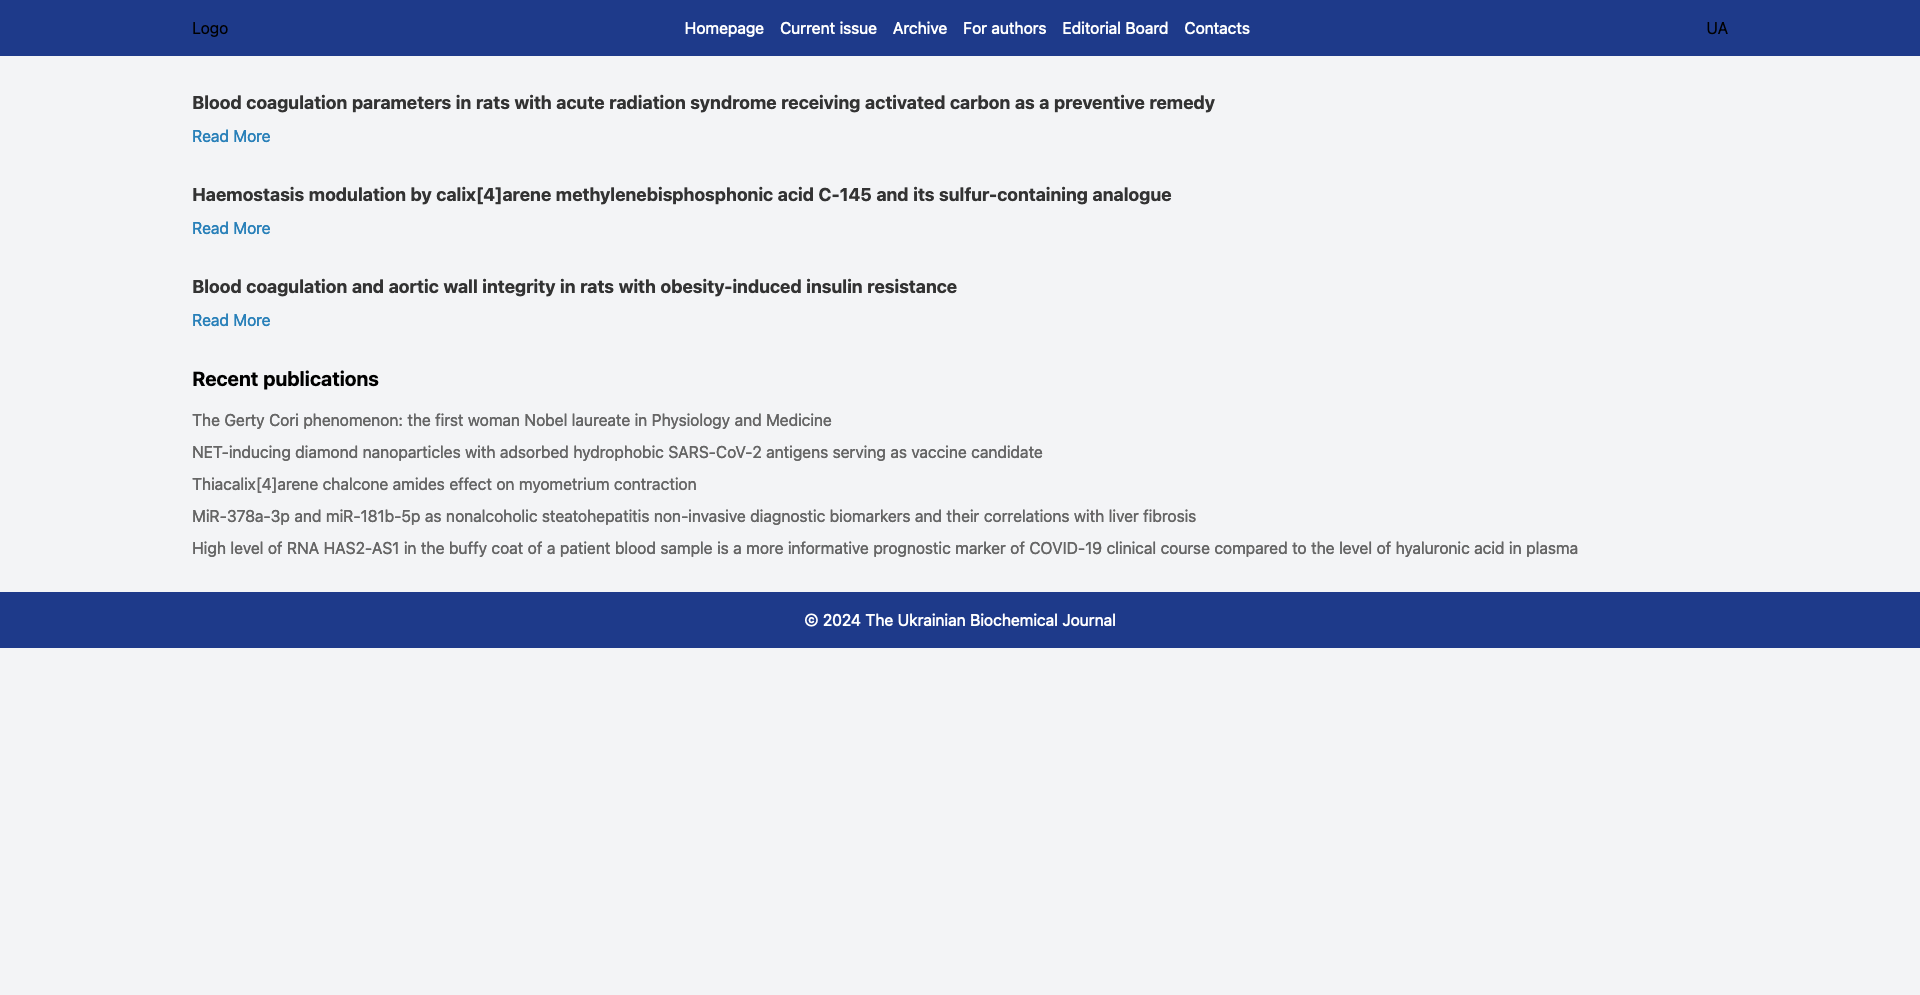 Logo
Homepage Current issue Archive For authors Editorial Board Contacts
UA
Blood coagulation parameters in rats with acute radiation syndrome receiving activated carbon as a preventive remedy
Read More
Haemostasis modulation by calix[4]arene methylenebisphosphonic acid C-145 and its sulfur-containing analogue
Read More
Blood coagulation and aortic wall integrity in rats with obesity-induced insulin resistance
Read More
Recent publications
The Gerty Cori phenomenon: the first woman Nobel laureate in Physiology and Medicine
NET-inducing diamond nanoparticles with adsorbed hydrophobic SARS-CoV-2 antigens serving as vaccine candidate
Thiacalix[4]arene chalcone amides effect on myometrium contraction
MiR-378a-3p and miR-181b-5p as nonalcoholic steatohepatitis non-invasive diagnostic biomarkers and their correlations with liver fibrosis
High level of RNA HAS2-AS1 in the buffy coat of a patient blood sample is a more informative prognostic marker of COVID-19 clinical course compared to the level of hyaluronic acid in plasma
© 2024 The Ukrainian Biochemical Journal